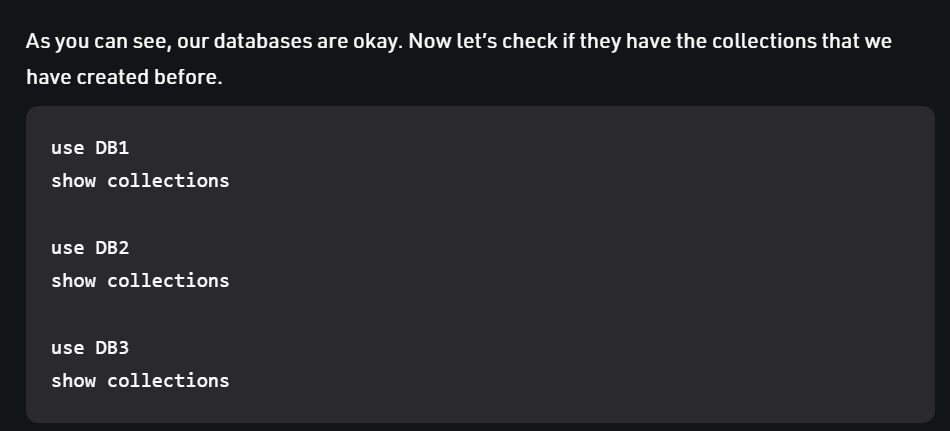 As you can see, our databases are okay. Now let’s check if they have the collections that we
have created before.
use DB1
show collections
use DB2
show collections
use DB3
show collections